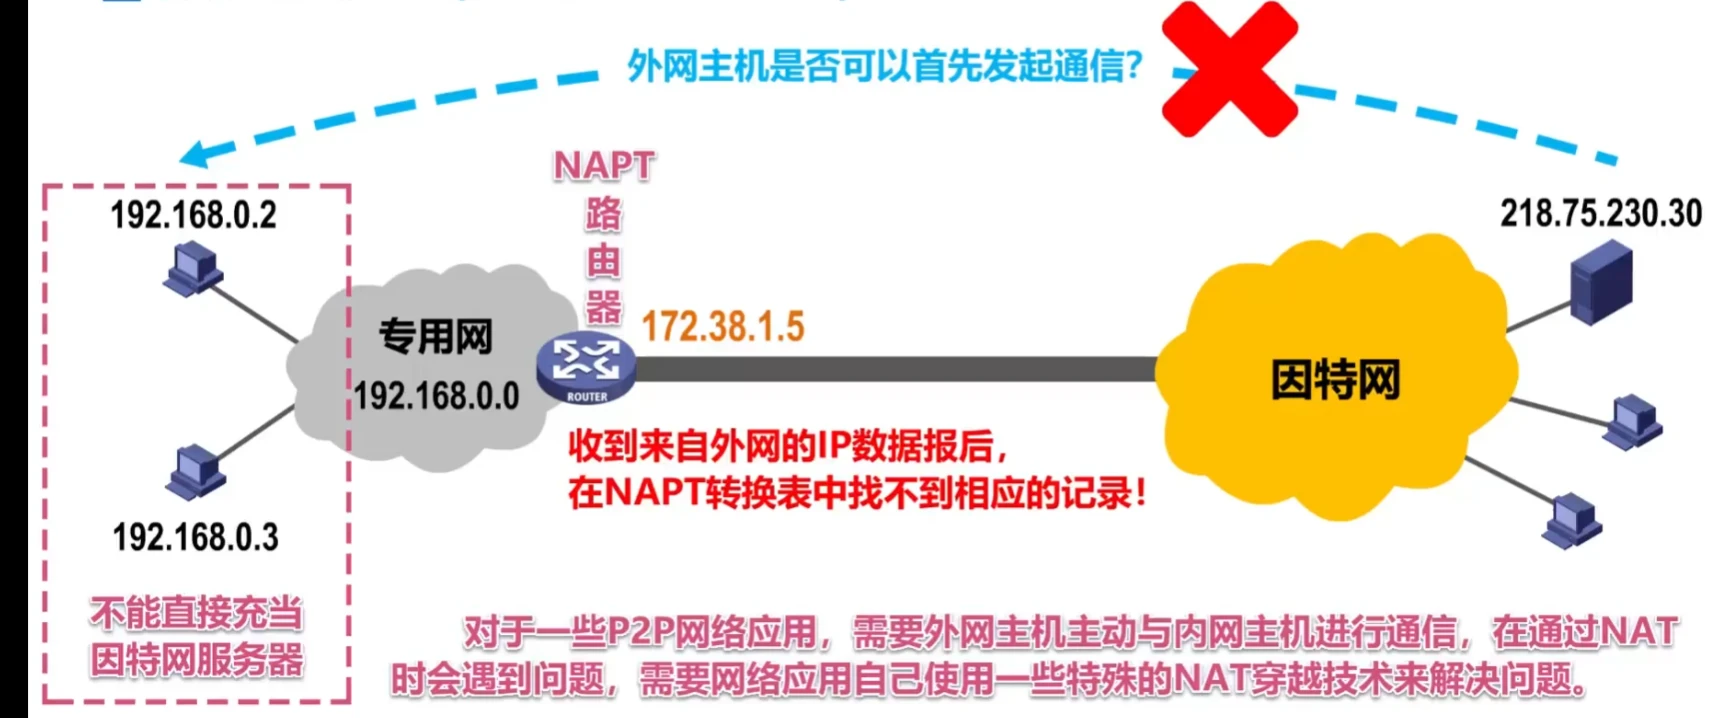 外网主机是否可以首先发起通信？
NAPT
路
由
器
192.168.0.2
218.75.230.30
172.38.1.5
专用网
192.168.0.0
ROUTER
因特网
收到来自外网的IP数据报后，
在NAPT转换表中找不到相应的记录！
192.168.0.3
不能直接充当
因特网服务器
对于一些P2P网络应用，需要外网主机主动与内网主机进行通信，在通过NAT
时会遇到问题，需要网络应用自己使用一些特殊的NAT穿越技术来解决问题。